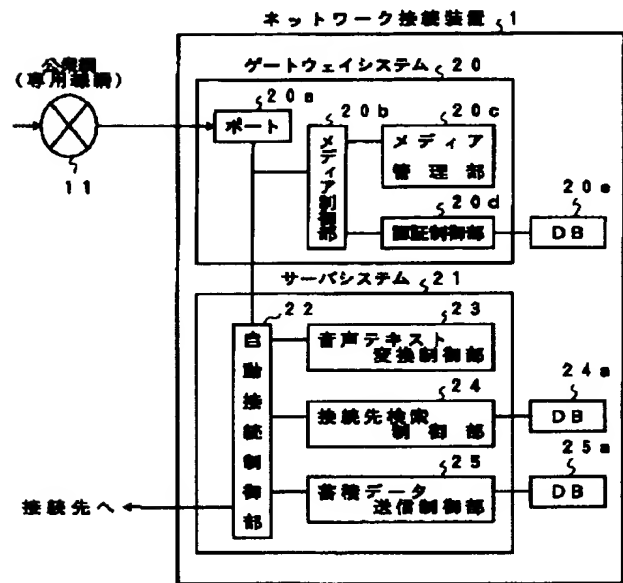 ネットワーク接続装置
1
公衆網
(専用線網)
11
ゲートウェイシステム 20
20a
ポート
20b
メディア制御部
20c
メディア
管理部
20d
認証制御部
20e
DB
サーバシステム 21
22
自動接続制御部
23
音声テキスト
変換制御部
24
接続先検索
制御部
24a
DB
25
蓄積データ
送信制御部
25a
DB
接続先へ